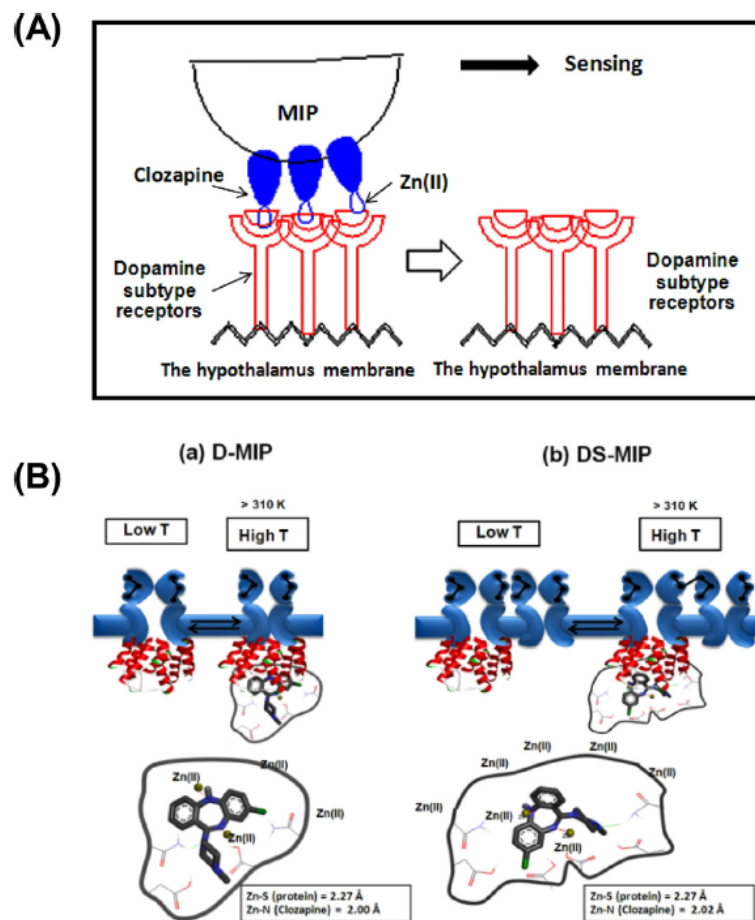 (A)
Sensing
MIP
Clozapine
Zn(II)
Dopamine
subtype
receptors
Dopamine
subtype
receptors
The hypothalamus membrane
The hypothalamus membrane
(B)
(a) D-MIP
(b) DS-MIP
> 310 K
> 310 K
Low T
High T
Low T
High T
Zn(II)
Zn(II)
Zn(II)
Zn(II)
Zn(II)
Zn(II)
Zn(II)
Zn(II)
Zn(II)
Zn(II)
Zn(II)
Zn-S (protein) = 2.27 Å
Zn-N (Clozapine) = 2.00 Å
Zn-S (protein) = 2.27 Å
Zn-N (Clozapine) = 2.02 Å